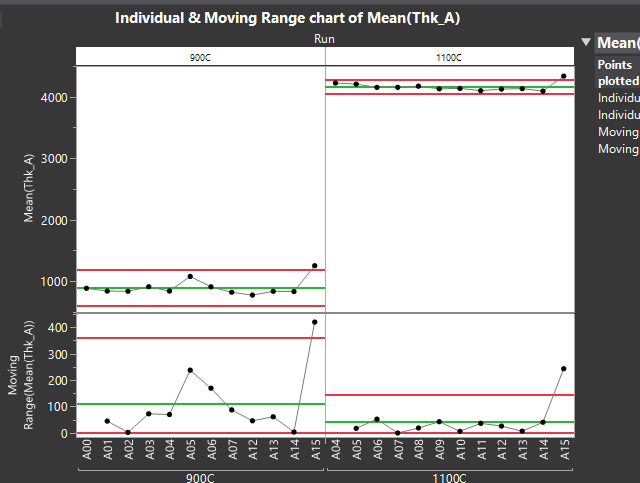 Individual & Moving Range chart of Mean(Thk_A)
Run
900C 1100C
Mean(
Points
plotted
Individu
Individu
Moving
Moving
Mean(Thk_A)
4000
3000
2000
1000
Moving
Range(Mean(Thk_A))
400
300
200
100
0
A00 A01 A02 A03 A04 A05 A06 A07 A12 A13 A14 A15 A04 A05 A06 A07 A08 A09 A10 A11 A12 A13 A14 A15
900C 1100C